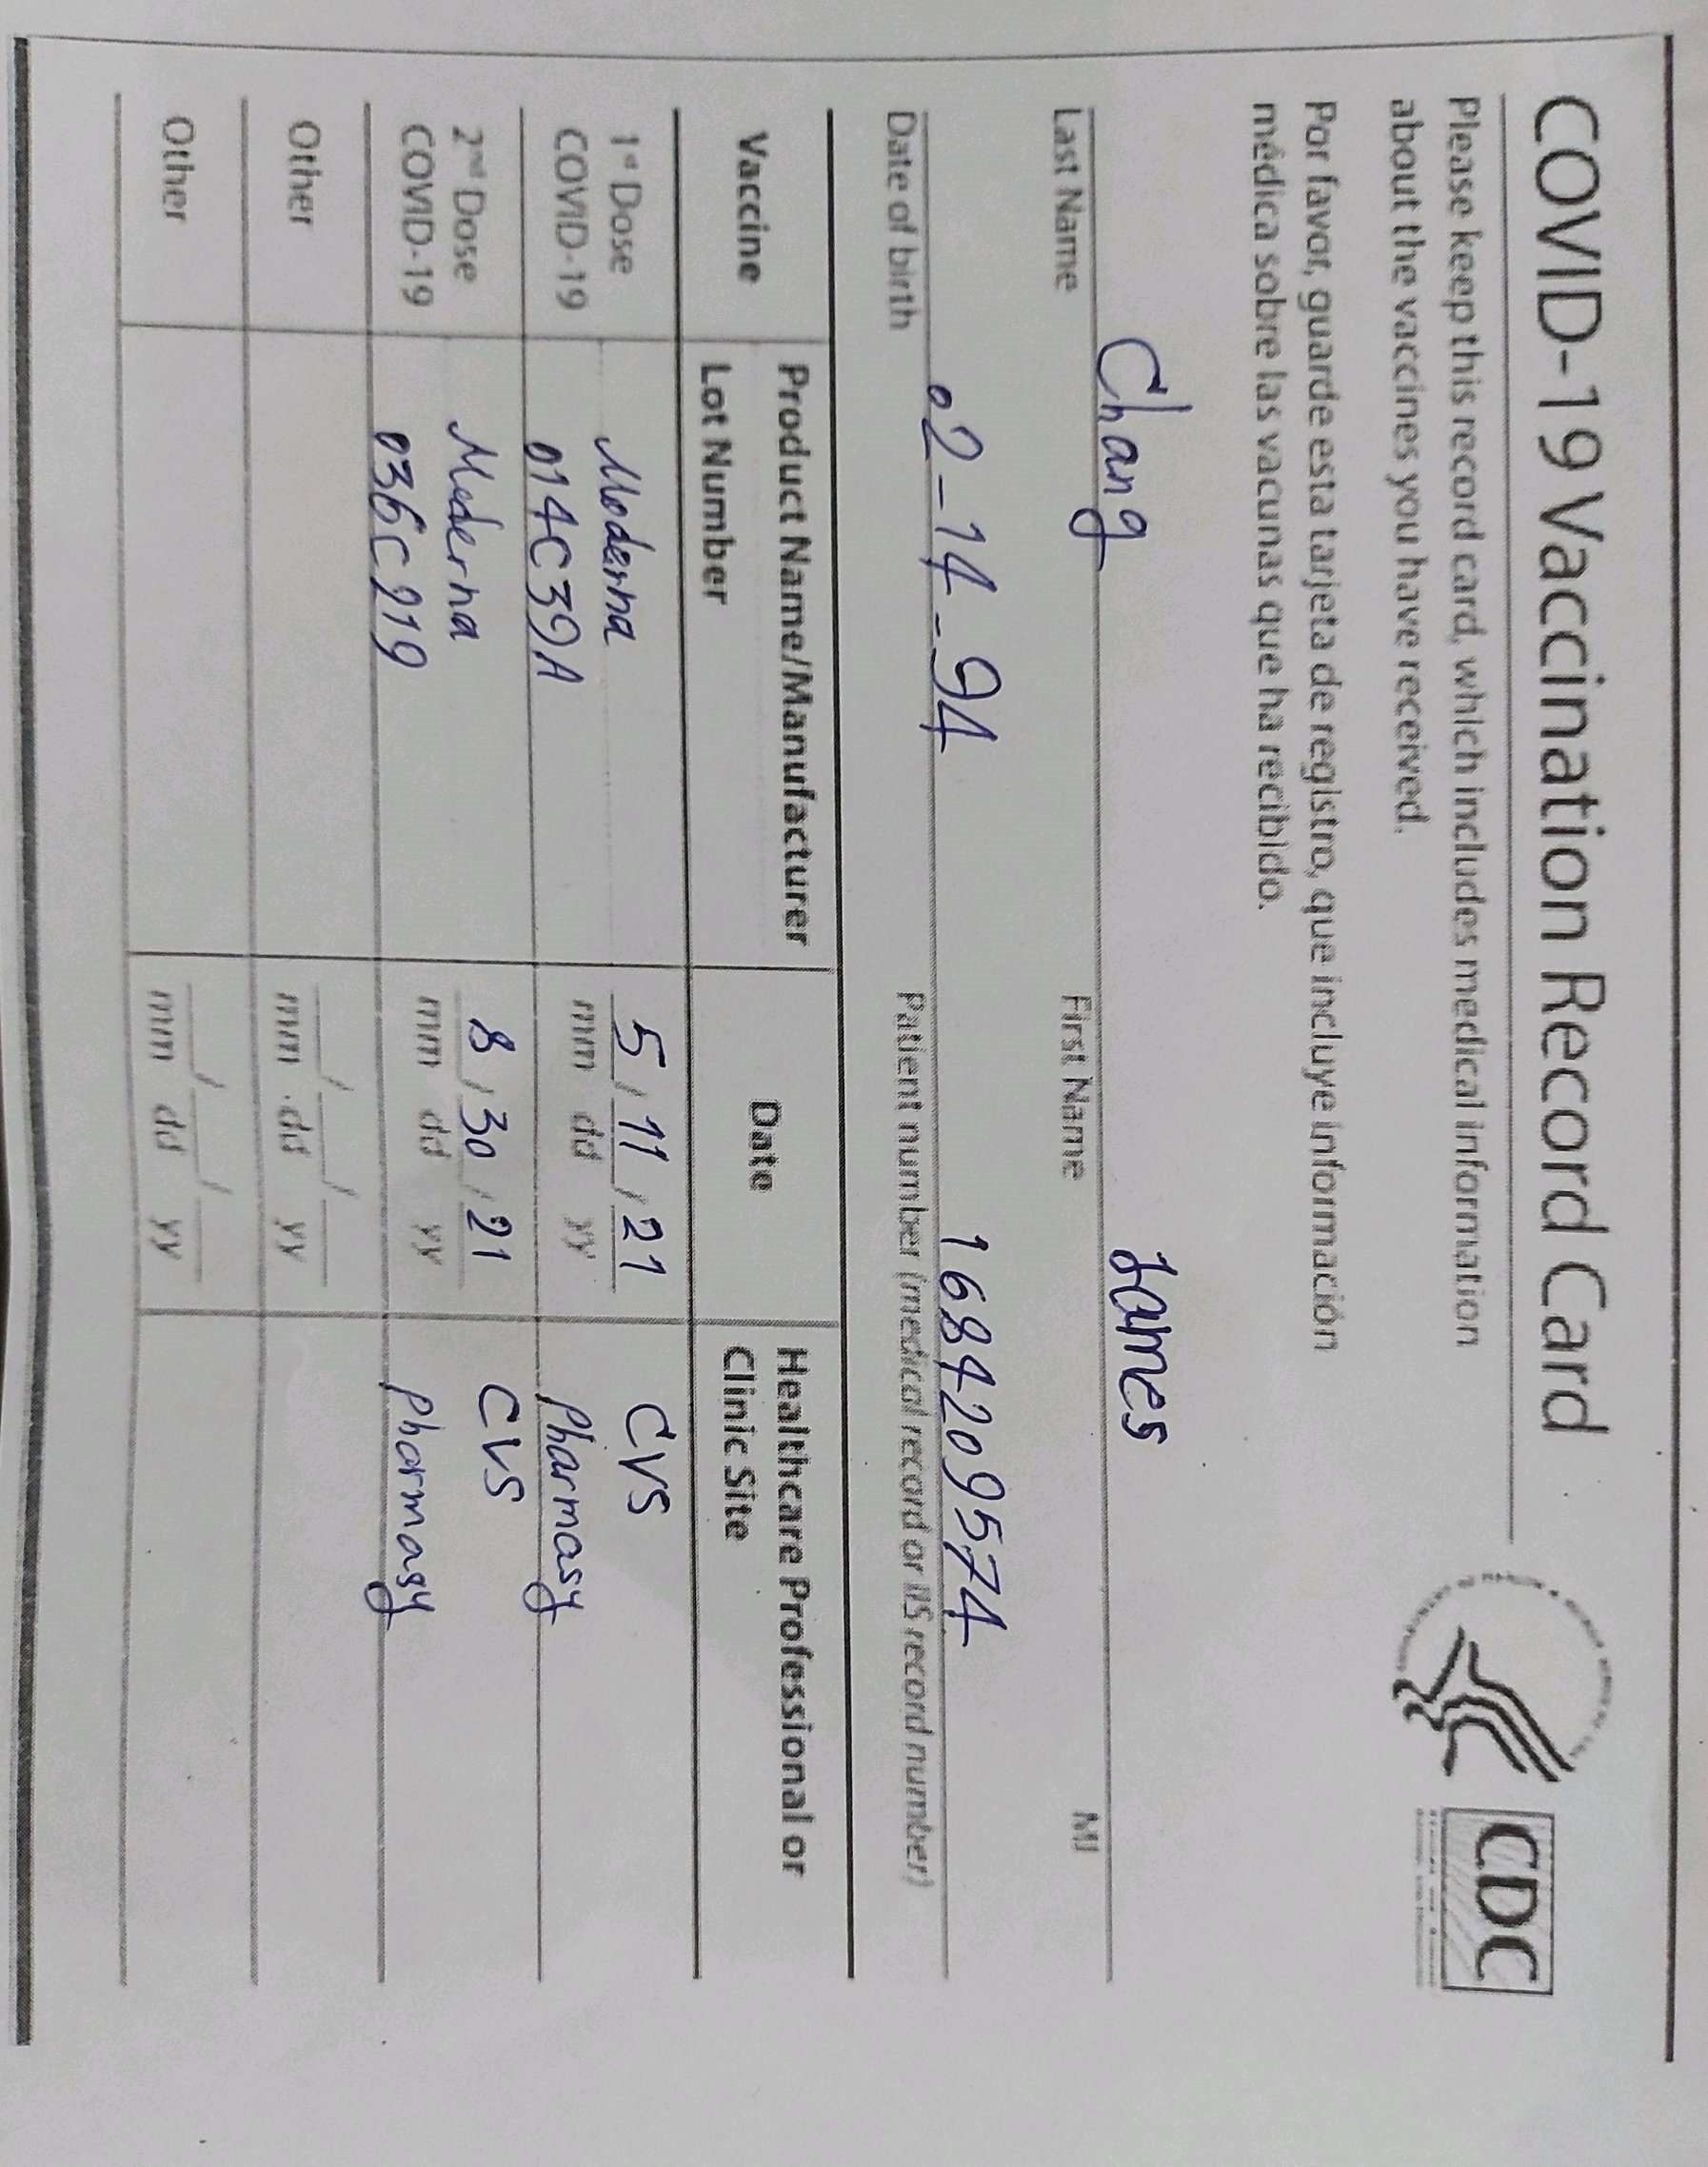 COVID-19 Vaccination Record Card
CDC
Please keep this record card, which includes medical information
about the vaccines you have received.
Por favor, guarde esta tarjeta de registro, que incluye información
médica sobre las vacunas que ha recibido.
Chang James
Last Name First Name MI
02-14-94 1684209574
Date of birth Patient number (medical record or IIS record number)
Vaccine
Product Name/Manufacturer
Lot Number
Date
Healthcare Professional or
Clinic Site
1st Dose
COVID-19
Moderna
014C39A
5/11/21
mm dd yy
CVS
Pharmasy
2nd Dose
COVID-19
Moderna
036C219
8/30/21
mm dd yy
CVS
Pharmasy
Other
__/__/__
mm dd yy
Other
__/__/__
mm dd yy